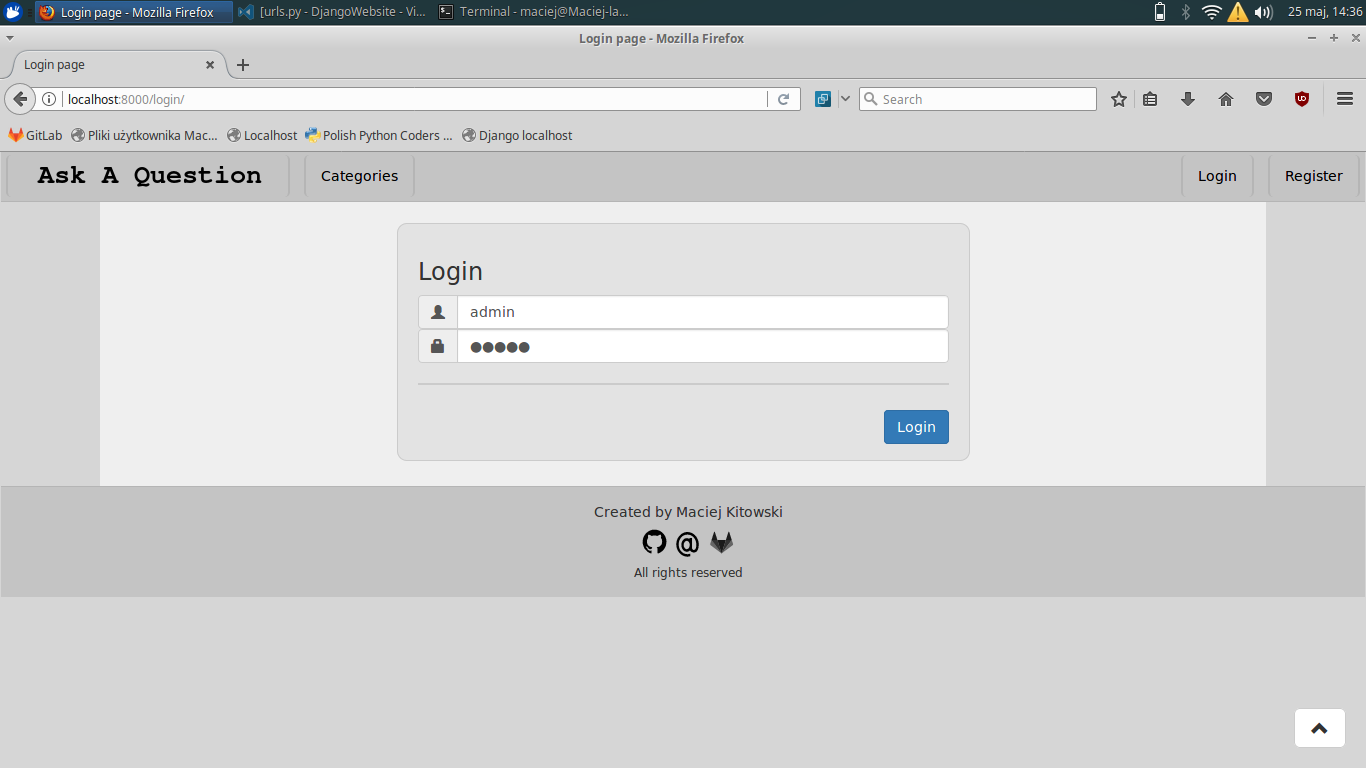 Login page - Mozilla Firefox [urls.py - DjangoWebsite - Vi... Terminal - maciej@Maciej-la... 25 maj, 14:36
Login page - Mozilla Firefox
Login page
localhost:8000/login/ Search
GitLab Pliki użytkownika Mac... Localhost Polish Python Coders ... Django localhost
Ask A Question Categories Login Register
Login
admin
●●●●●
Login
Created by Maciej Kitowski
@
All rights reserved